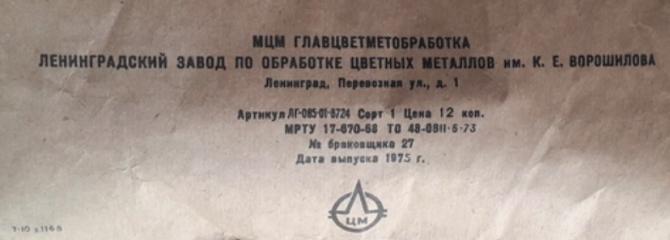 МЦМ ГЛАВЦВЕТМЕТОБРАБОТКА
ЛЕНИНГРАДСКИЙ ЗАВОД ПО ОБРАБОТКЕ ЦВЕТНЫХ МЕТАЛЛОВ им. К. Е. ВОРОШИЛОВА
Ленинград, Перевозная ул., д. 1
Артикул ЛГ-085-01-8724 Сорт 1 Цена 12 коп.
МРТУ 17-670-68 ТО 48-0811-6-73
№ браковщика 27
Дата выпуска 1975 г.
ЦМ